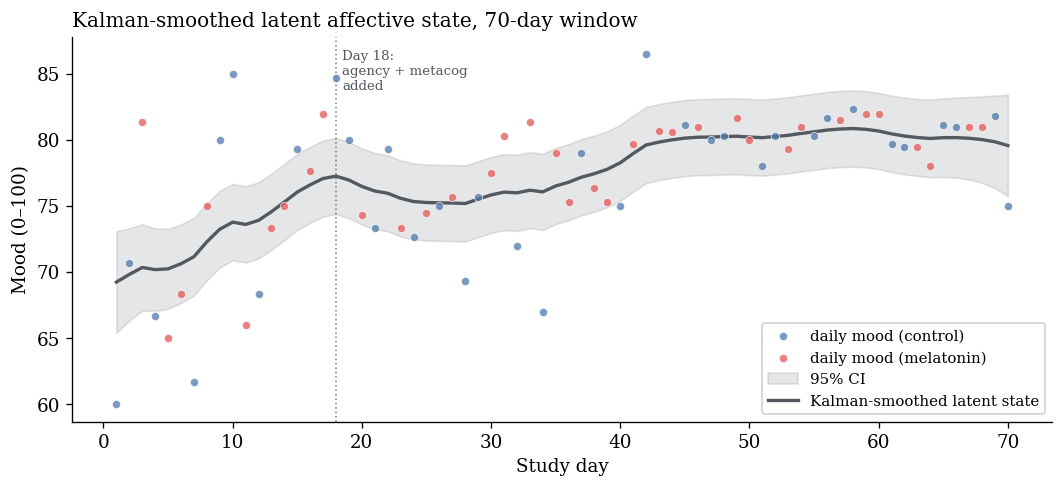 Kalman-smoothed latent affective state, 70-day window
Day 18:
agency + metacog
added
85
80
75
70
65
60
Mood (0–100)
daily mood (control)
daily mood (melatonin)
95% CI
Kalman-smoothed latent state
0 10 20 30 40 50 60 70
Study day